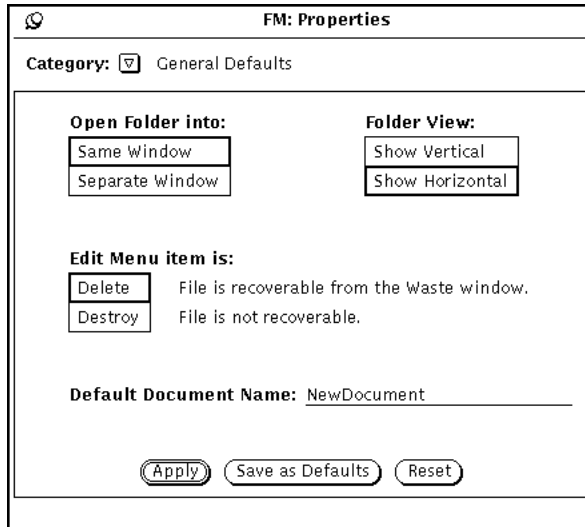 FM: Properties
Category: General Defaults
Open Folder into: Folder View:
Same Window Show Vertical
Separate Window Show Horizontal
Edit Menu item is:
Delete File is recoverable from the Waste window.
Destroy File is not recoverable.
Default Document Name: NewDocument
Apply Save as Defaults Reset